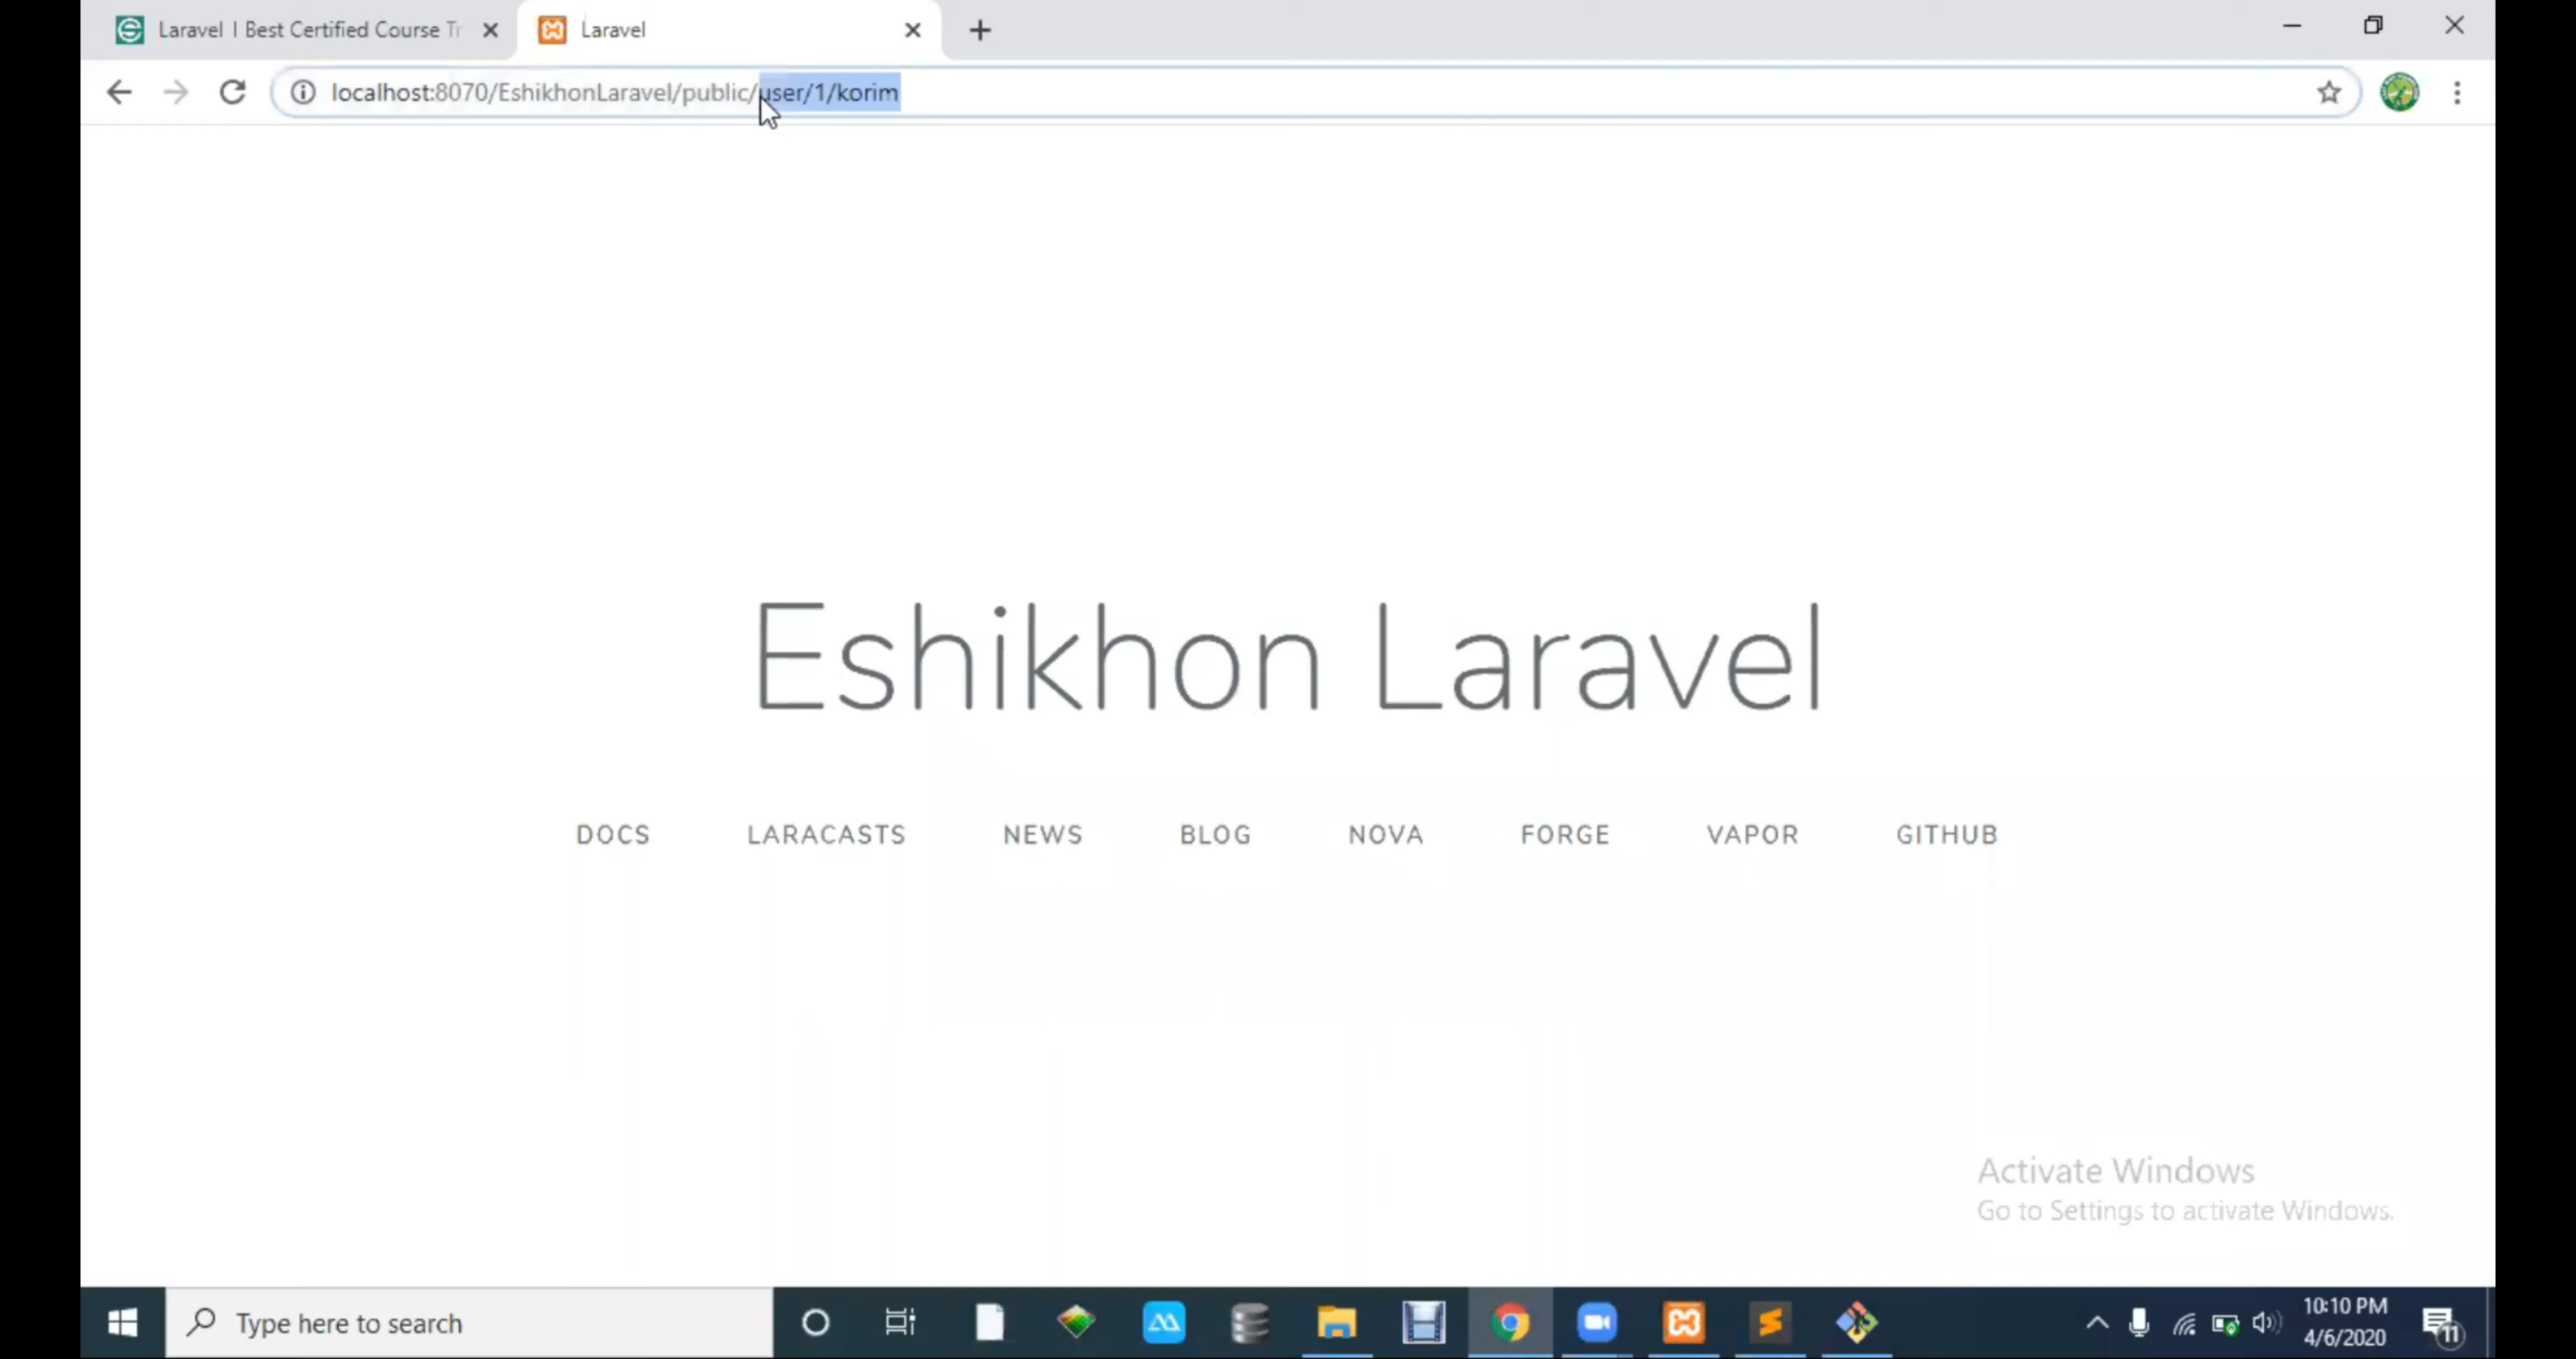 Laravel I Best Certified Course Tr
Laravel
localhost:8070/EshikhonLaravel/public/user/1/korim
Eshikhon Laravel
DOCS LARACASTS NEWS BLOG NOVA FORGE VAPOR GITHUB
Activate Windows
Go to Settings to activate Windows.
Type here to search
10:10 PM
4/6/2020
11